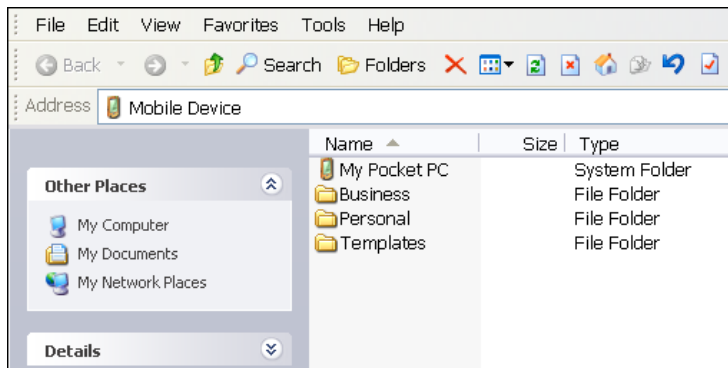 File Edit View Favorites Tools Help
Back Search Folders
Address Mobile Device
Name Size Type
My Pocket PC System Folder
Business File Folder
Personal File Folder
Templates File Folder
Other Places
My Computer
My Documents
My Network Places
Details